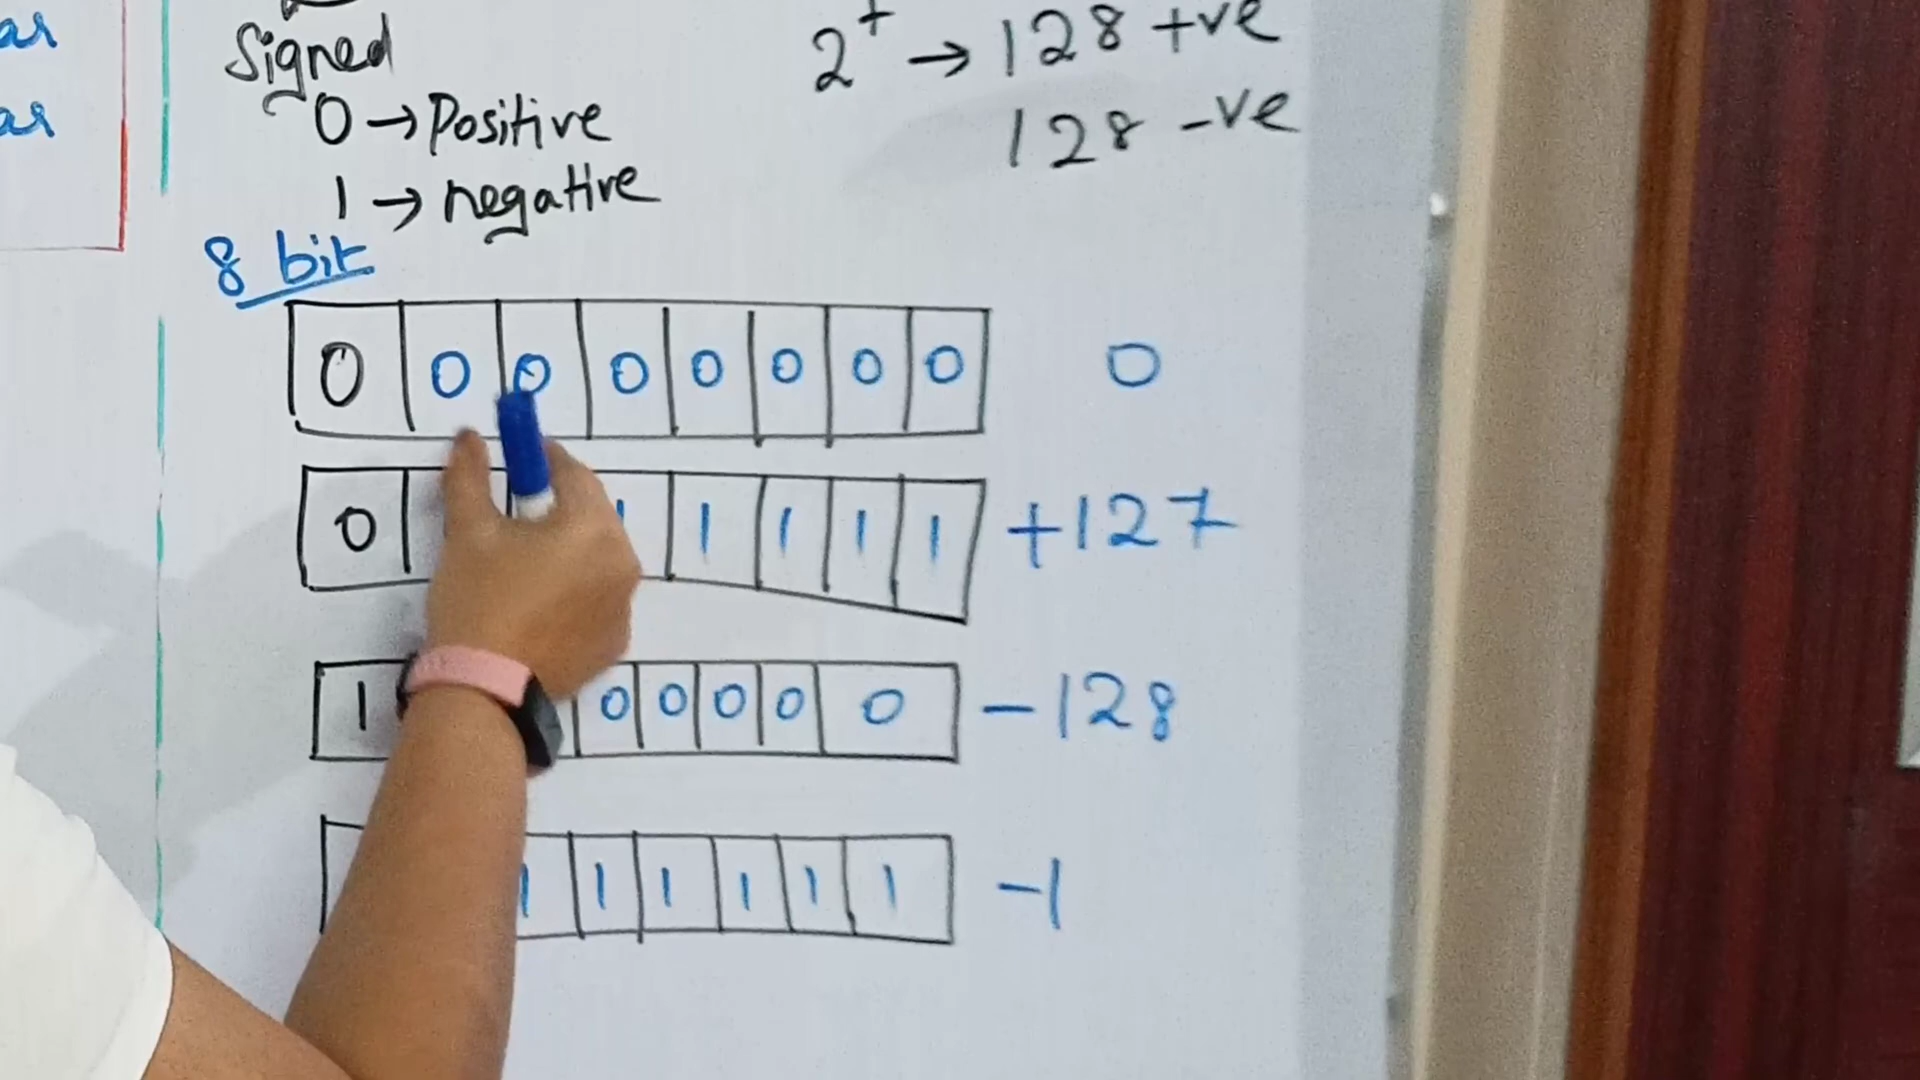 as
as
Signed
0 → Positive
1 → negative
2⁷ → 128 +ve
128 -ve
8 bit
0 0 0 0 0 0 0 0 0
0 1 1 1 1 1 +127
1 0 0 0 0 0 -128
1 1 1 1 1 1 -1